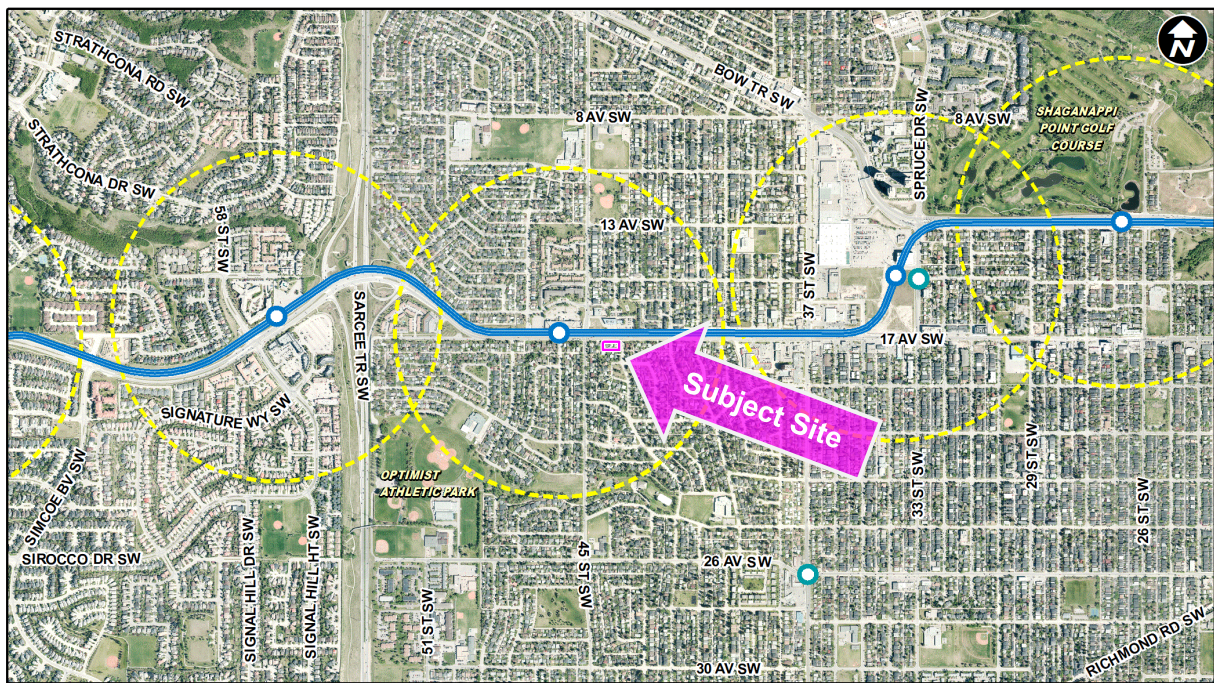 N
STRATHCONA RD SW
BOW TR SW
8 AV SW
8 AV SW
SHAGANAPPI
POINT GOLF
COURSE
SPRUCE DR SW
STRATHCONA DR SW
58 ST SW
13 AV SW
37 ST SW
SARCEE TR SW
17 AV SW
Subject Site
SIGNATURE WY SW
OPTIMIST
ATHLETIC PARK
SIMCOE BV SW
33 ST SW
29 ST SW
26 ST SW
SIROCCO DR SW
SIGNAL HILL DR SW
SIGNAL HILL HT SW
45 ST SW
26 AV SW
51 ST SW
30 AV SW
RICHMOND RD SW